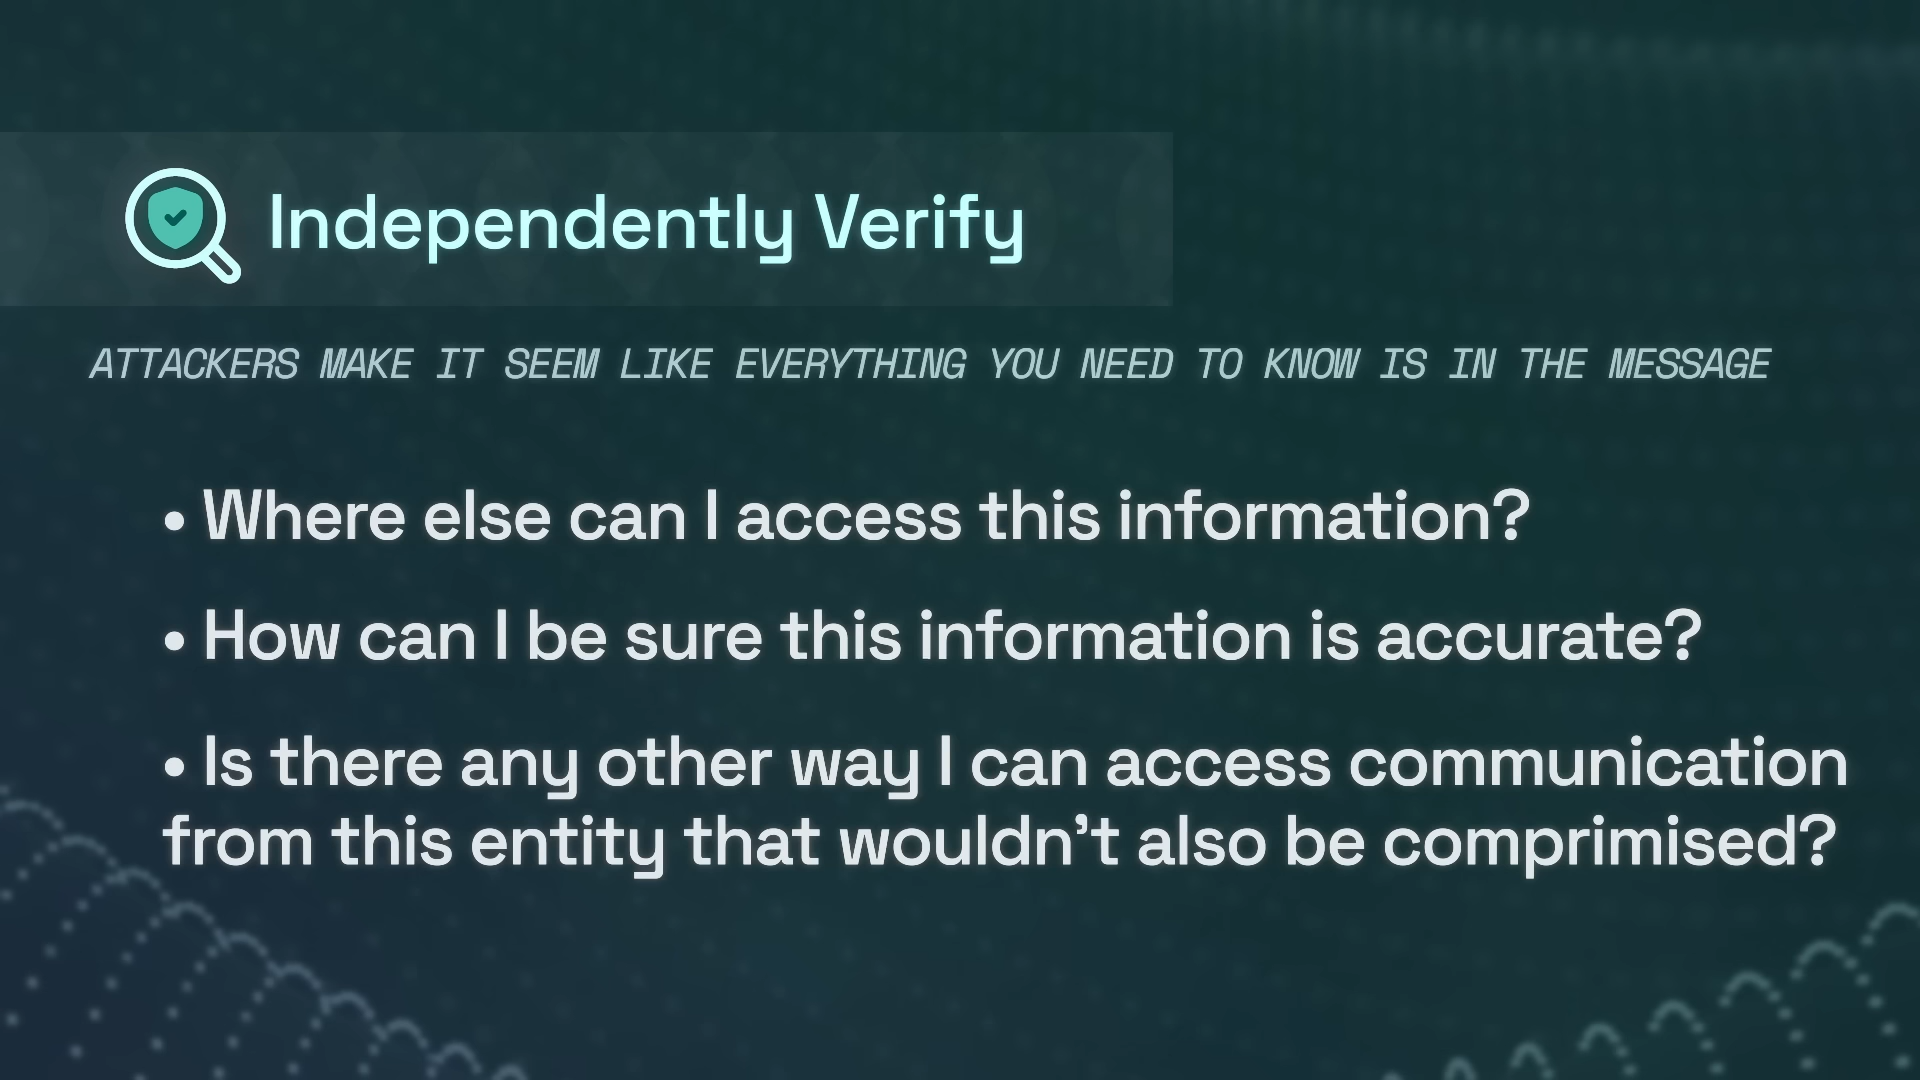 Independently Verify
ATTACKERS MAKE IT SEEM LIKE EVERYTHING YOU NEED TO KNOW IS IN THE MESSAGE
• Where else can I access this information?
• How can I be sure this information is accurate?
• Is there any other way I can access communication
from this entity that wouldn’t also be comprimised?